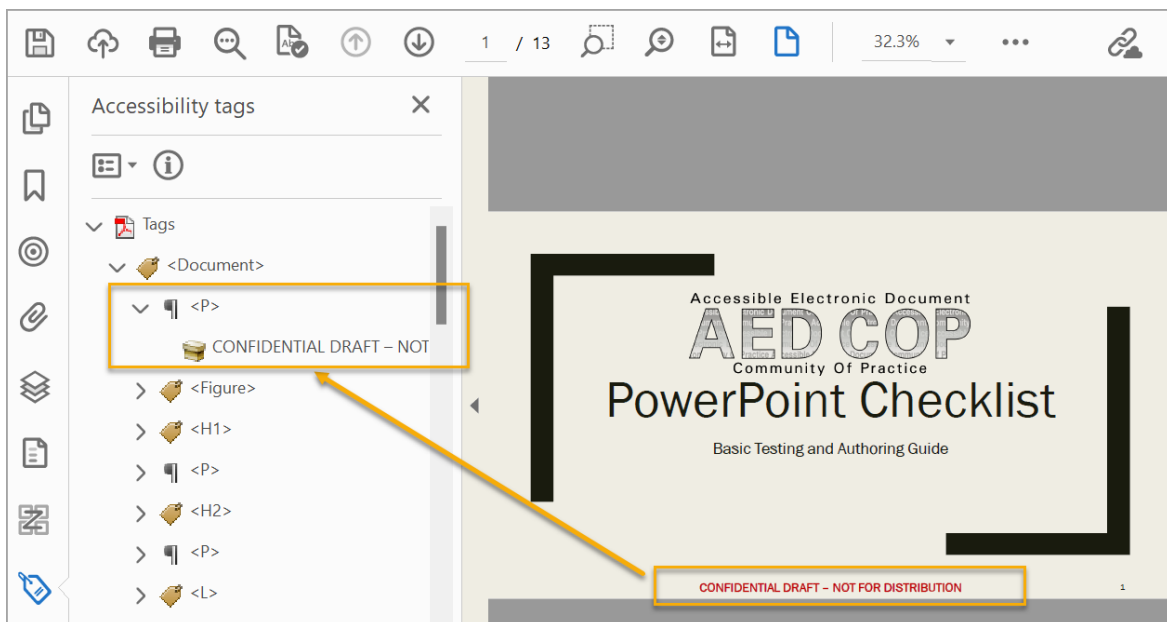 1 / 13
32.3%
Accessibility tags
Tags
<Document>
<P>
CONFIDENTIAL DRAFT – NOT
<Figure>
<H1>
<P>
<H2>
<P>
<L>
Accessible Electronic Document
AED COP
Community Of Practice
PowerPoint Checklist
Basic Testing and Authoring Guide
CONFIDENTIAL DRAFT – NOT FOR DISTRIBUTION
1